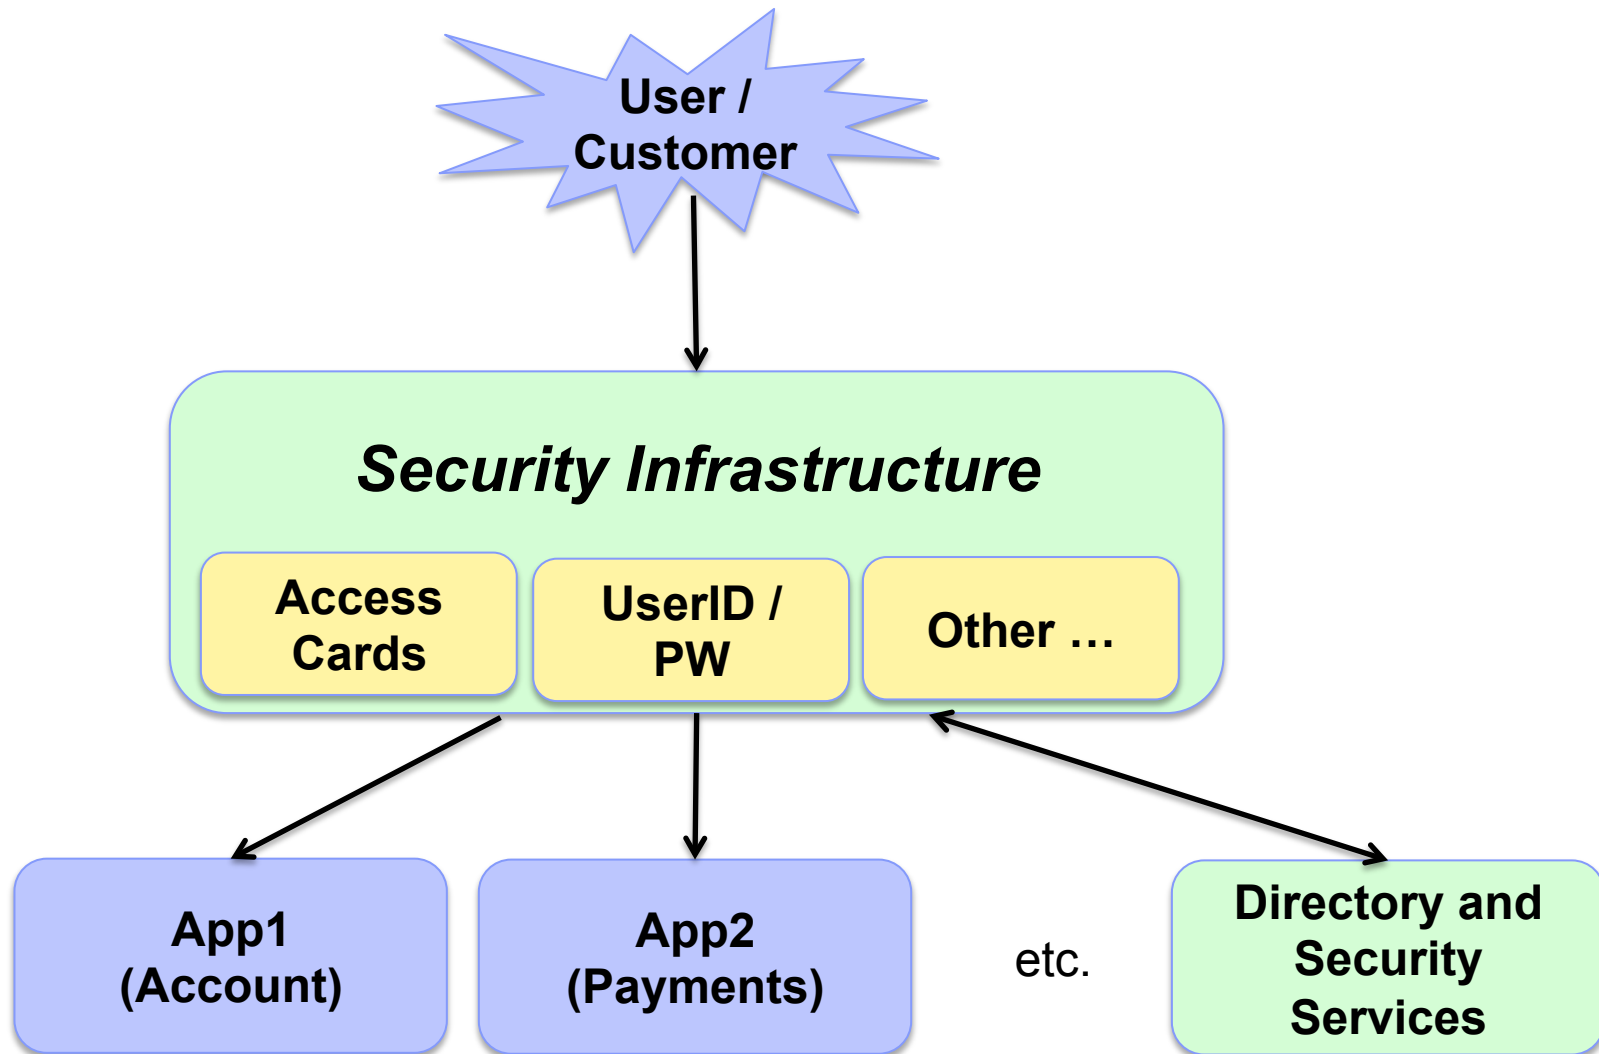 User /
Customer
Security Infrastructure
Access
Cards
UserID /
PW
Other …
App1
(Account)
App2
(Payments)
etc.
Directory and
Security
Services